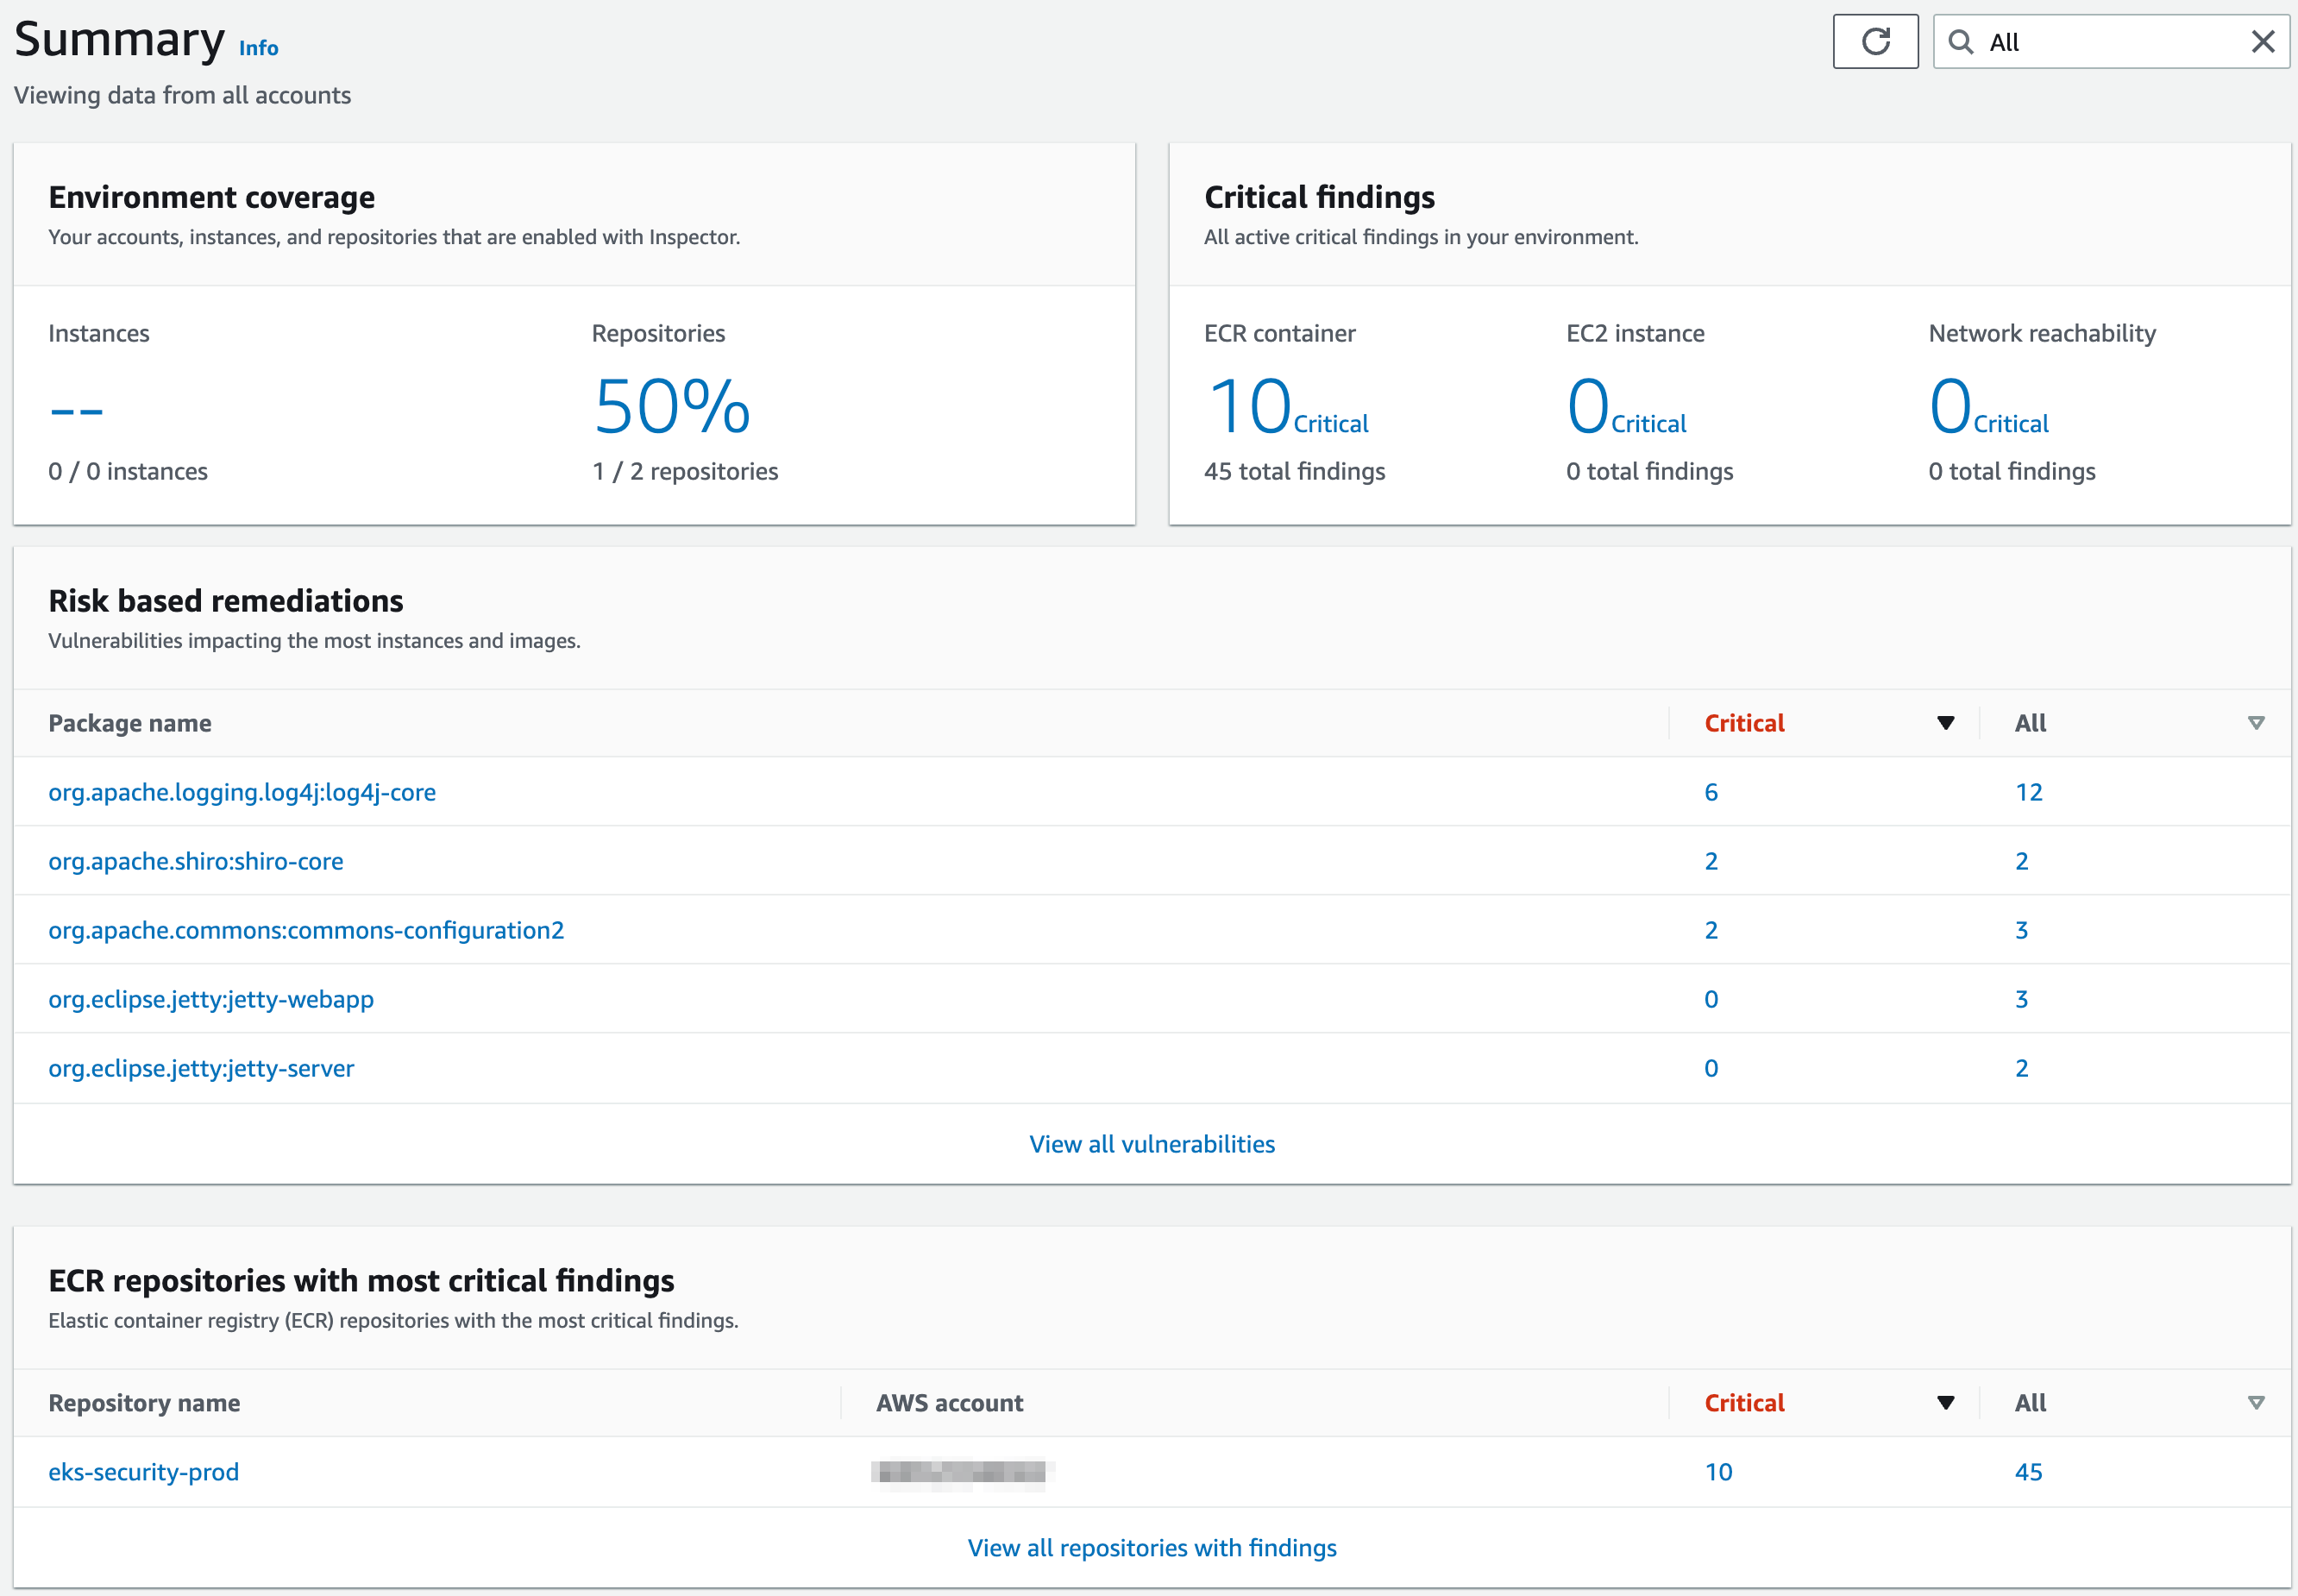 Summary Info
All
Viewing data from all accounts
Environment coverage
Your accounts, instances, and repositories that are enabled with Inspector.
Instances
Repositories
--
50%
0 / 0 instances
1 / 2 repositories
Critical findings
All active critical findings in your environment.
ECR container
EC2 instance
Network reachability
10 Critical
0 Critical
0 Critical
45 total findings
0 total findings
0 total findings
Risk based remediations
Vulnerabilities impacting the most instances and images.
Package name Critical All
org.apache.logging.log4j:log4j-core 6 12
org.apache.shiro:shiro-core 2 2
org.apache.commons:commons-configuration2 2 3
org.eclipse.jetty:jetty-webapp 0 3
org.eclipse.jetty:jetty-server 0 2
View all vulnerabilities
ECR repositories with most critical findings
Elastic container registry (ECR) repositories with the most critical findings.
Repository name AWS account Critical All
eks-security-prod 10 45
View all repositories with findings